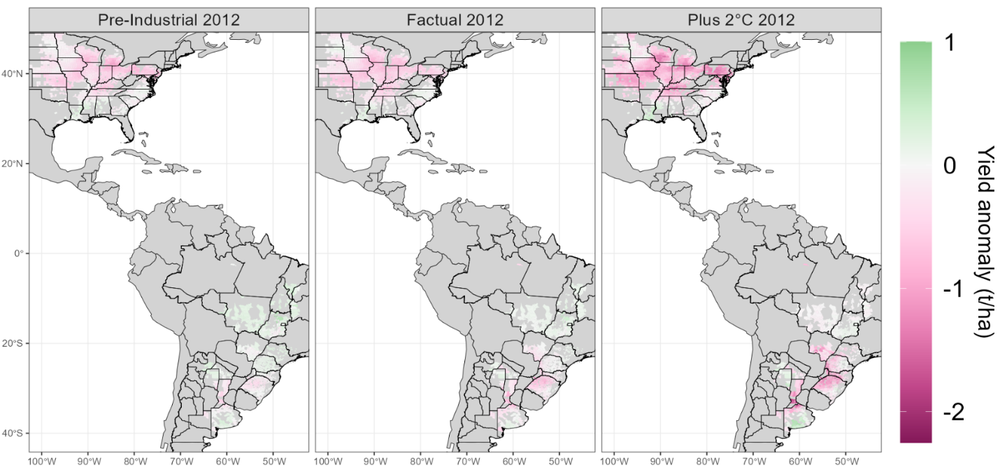 Pre-Industrial 2012
Factual 2012
Plus 2°C 2012
40°N
20°N
0°
20°S
40°S
100°W 90°W 80°W 70°W 60°W 50°W
100°W 90°W 80°W 70°W 60°W 50°W
100°W 90°W 80°W 70°W 60°W 50°W
1
0
-1
-2
Yield anomaly (t/ha)